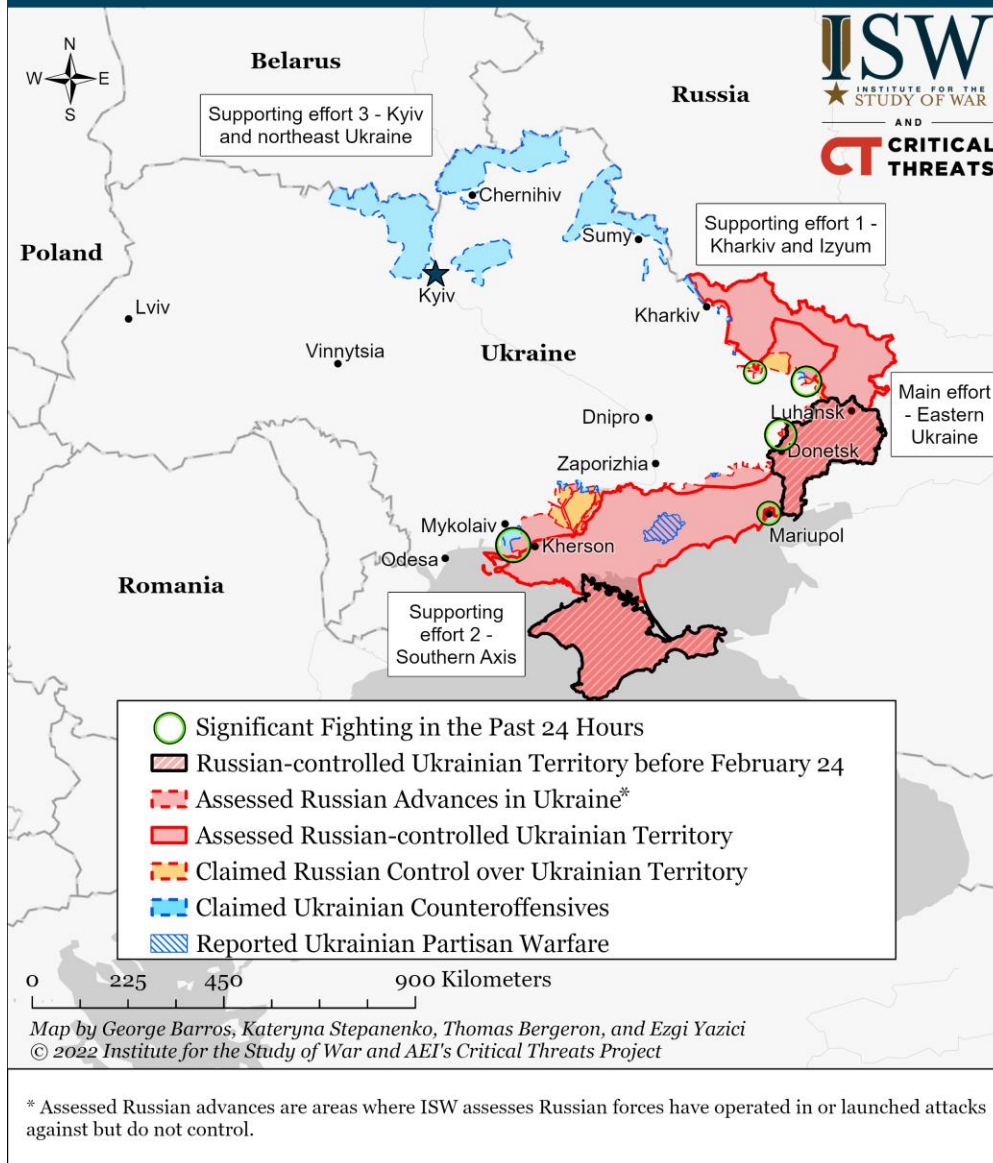 N
W E
S
Belarus
Russia
ISW
INSTITUTE FOR THE
STUDY OF WAR
AND
CT CRITICAL
THREATS
Supporting effort 3 - Kyiv
and northeast Ukraine
Chernihiv
Sumy
Supporting effort 1 -
Kharkiv and Izyum
Poland
Kyiv
Lviv
Kharkiv
Vinnytsia
Ukraine
Main effort
- Eastern
Ukraine
Dnipro
Luhansk
Donetsk
Zaporizhia
Mykolaiv
Kherson
Mariupol
Odesa
Romania
Supporting
effort 2 -
Southern Axis
Significant Fighting in the Past 24 Hours
Russian-controlled Ukrainian Territory before February 24
Assessed Russian Advances in Ukraine*
Assessed Russian-controlled Ukrainian Territory
Claimed Russian Control over Ukrainian Territory
Claimed Ukrainian Counteroffensives
Reported Ukrainian Partisan Warfare
0 225 450 900 Kilometers
Map by George Barros, Kateryna Stepanenko, Thomas Bergeron, and Ezgi Yazici
© 2022 Institute for the Study of War and AEI's Critical Threats Project
* Assessed Russian advances are areas where ISW assesses Russian forces have operated in or launched attacks
against but do not control.